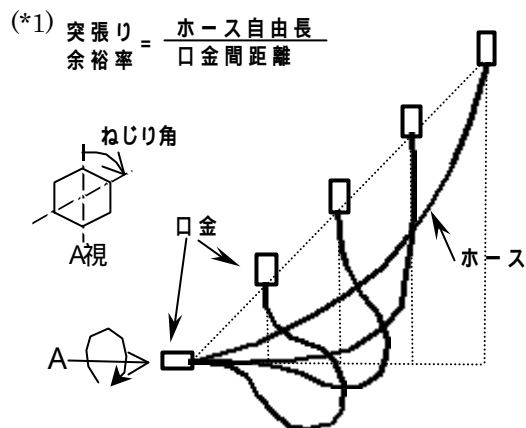 (*1) 突張り余裕率 = ホース自由長 / 口金間距離
ねじり角
A視
口金
ホース
A